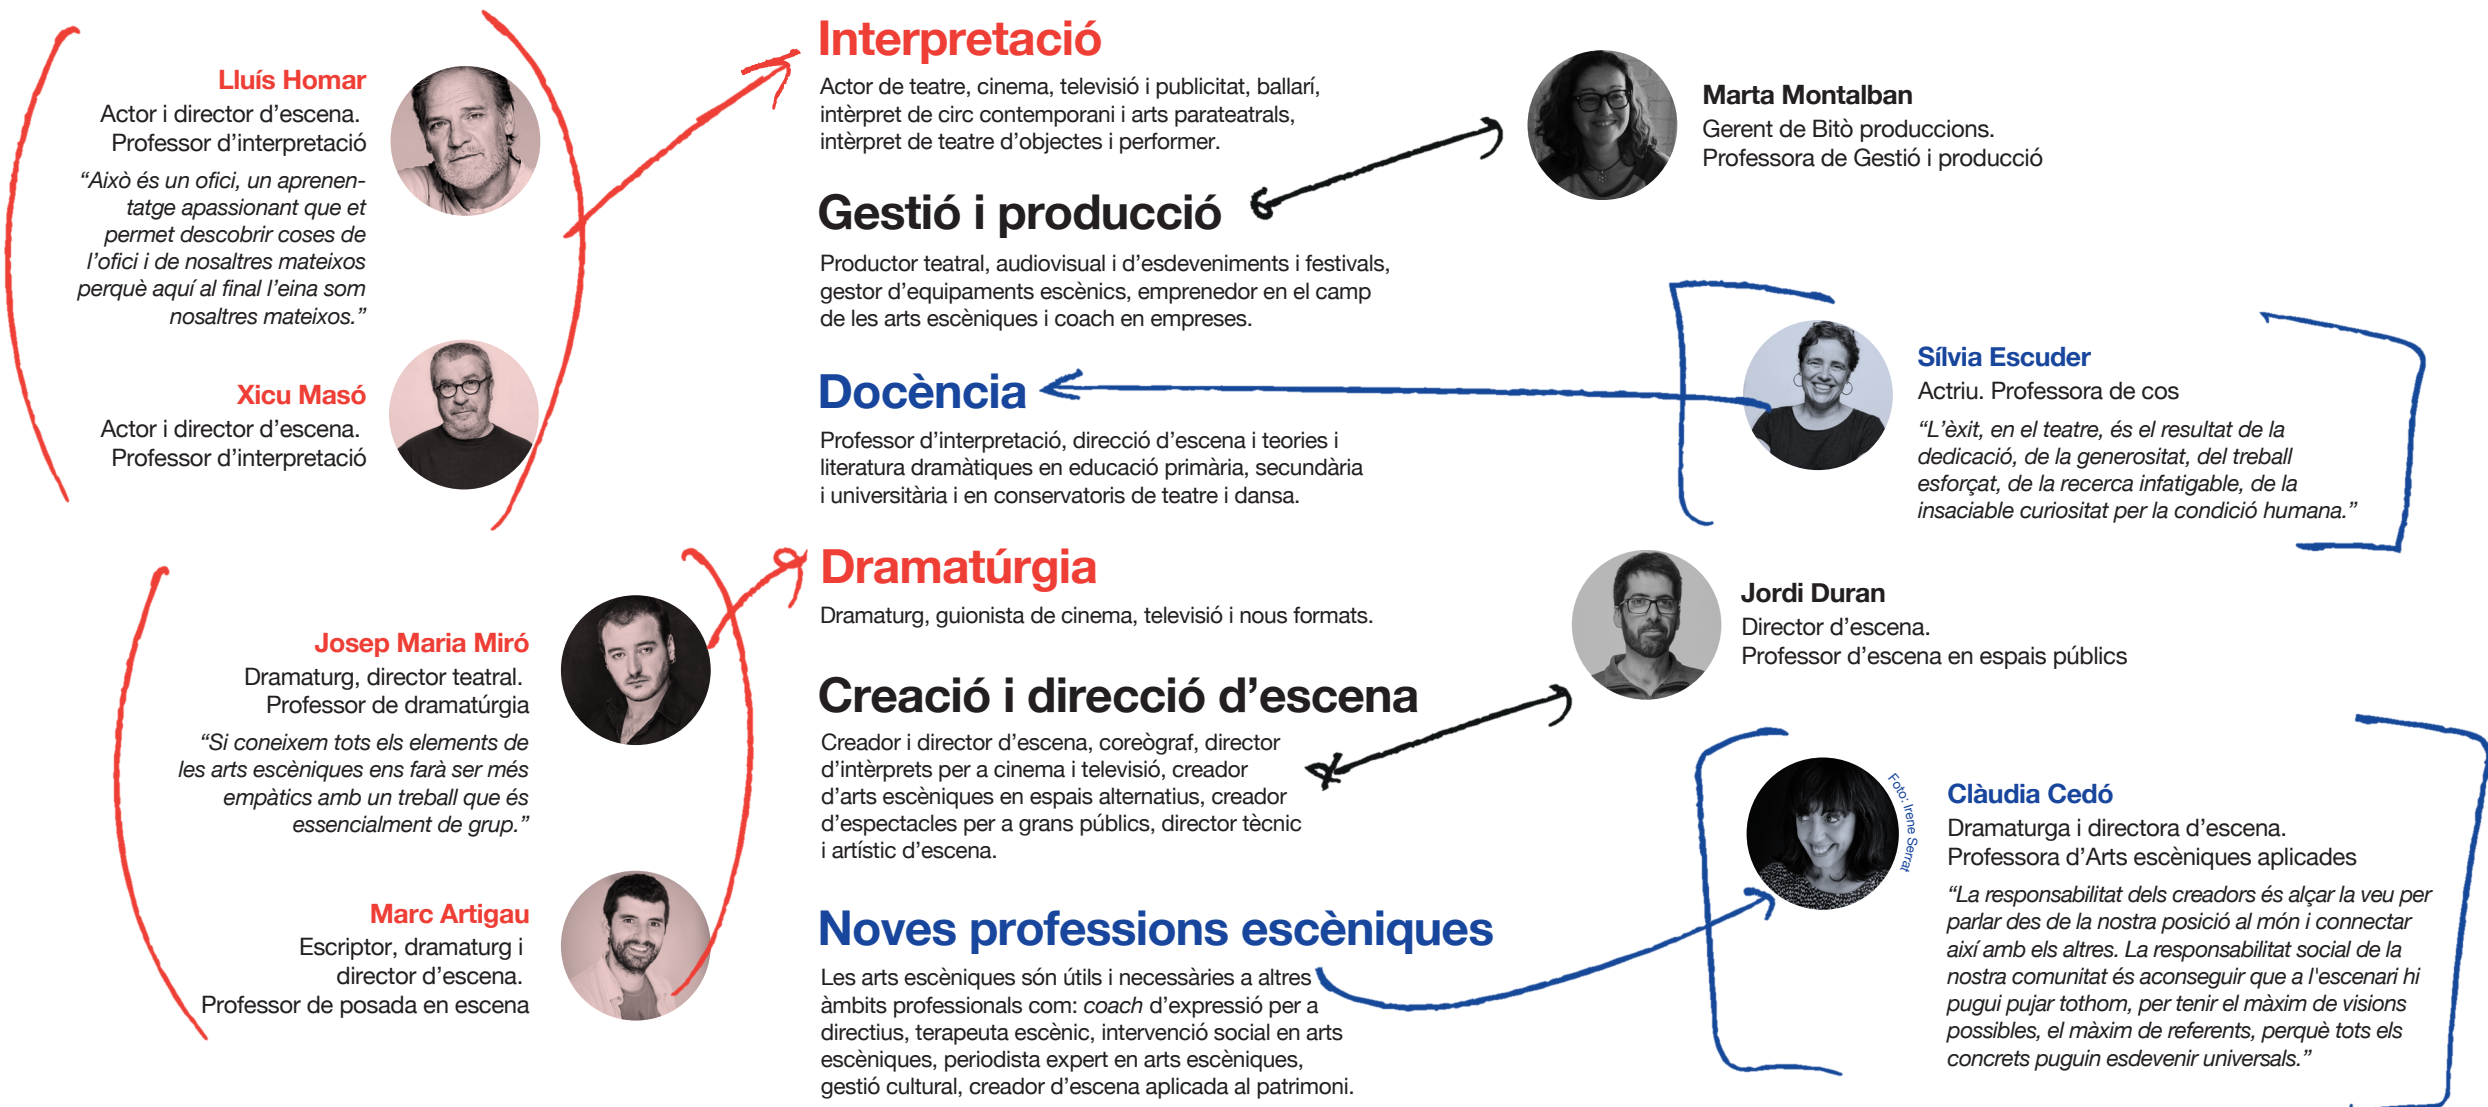 Lluís Homar
Actor i director d’escena.
Professor d’interpretació
“Això és un ofici, un aprenen-
tatge apassionant que et
permet descobrir coses de
l’ofici i de nosaltres mateixos
perquè aquí al final l’eina som
nosaltres mateixos.”
Xicu Masó
Actor i director d’escena.
Professor d’interpretació
Josep Maria Miró
Dramaturg, director teatral.
Professor de dramatúrgia
“Si coneixem tots els elements de
les arts escèniques ens farà ser més
empàtics amb un treball que és
essencialment de grup.”
Marc Artigau
Escriptor, dramaturg i
director d’escena.
Professor de posada en escena
Interpretació
Actor de teatre, cinema, televisió i publicitat, ballarí,
intèrpret de circ contemporani i arts parateatrals,
intèrpret de teatre d’objectes i performer.
Gestió i producció
Productor teatral, audiovisual i d’esdeveniments i festivals,
gestor d’equipaments escènics, emprenedor en el camp
de les arts escèniques i coach en empreses.
Docència
Professor d’interpretació, direcció d’escena i teories i
literatura dramàtiques en educació primària, secundària
i universitària i en conservatoris de teatre i dansa.
Dramatúrgia
Dramaturg, guionista de cinema, televisió i nous formats.
Creació i direcció d’escena
Creador i director d’escena, coreògraf, director
d’intèrprets per a cinema i televisió, creador
d’arts escèniques en espais alternatius, creador
d’espectacles per a grans públics, director tècnic
i artístic d’escena.
Noves professions escèniques
Les arts escèniques són útils i necessàries a altres
àmbits professionals com: coach d’expressió per a
directius, terapeuta escènic, intervenció social en arts
escèniques, periodista expert en arts escèniques,
gestió cultural, creador d’escena aplicada al patrimoni.
Marta Montalban
Gerent de Bitò produccions.
Professora de Gestió i producció
Sílvia Escuder
Actriu. Professora de cos
“L’èxit, en el teatre, és el resultat de la
dedicació, de la generositat, del treball
esforçat, de la recerca infatigable, de la
insaciable curiositat per la condició humana.”
Jordi Duran
Director d’escena.
Professor d’escena en espais públics
Foto: Irene Serrat
Clàudia Cedó
Dramaturga i directora d’escena.
Professora d’Arts escèniques aplicades
“La responsabilitat dels creadors és alçar la veu per
parlar des de la nostra posició al món i connectar
així amb els altres. La responsabilitat social de la
nostra comunitat és aconseguir que a l'escenari hi
pugui pujar tothom, per tenir el màxim de visions
possibles, el màxim de referents, perquè tots els
concrets puguin esdevenir universals.”